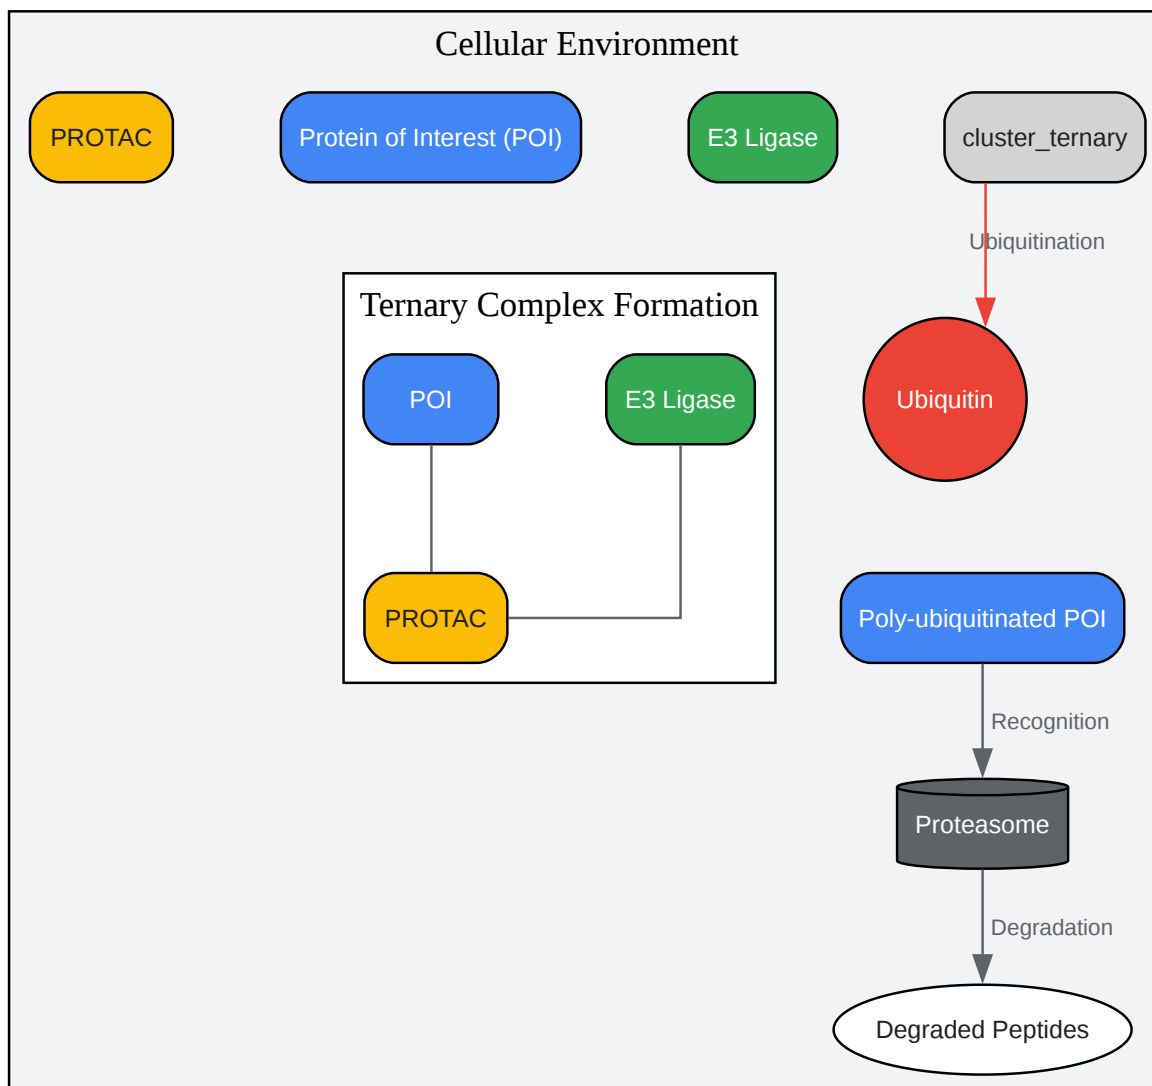 Cellular Environment
PROTAC
Protein of Interest (POI)
E3 Ligase
cluster_ternary
Ubiquitination
Ternary Complex Formation
POI
E3 Ligase
Ubiquitin
PROTAC
Poly-ubiquitinated POI
Recognition
Proteasome
Degradation
Degraded Peptides